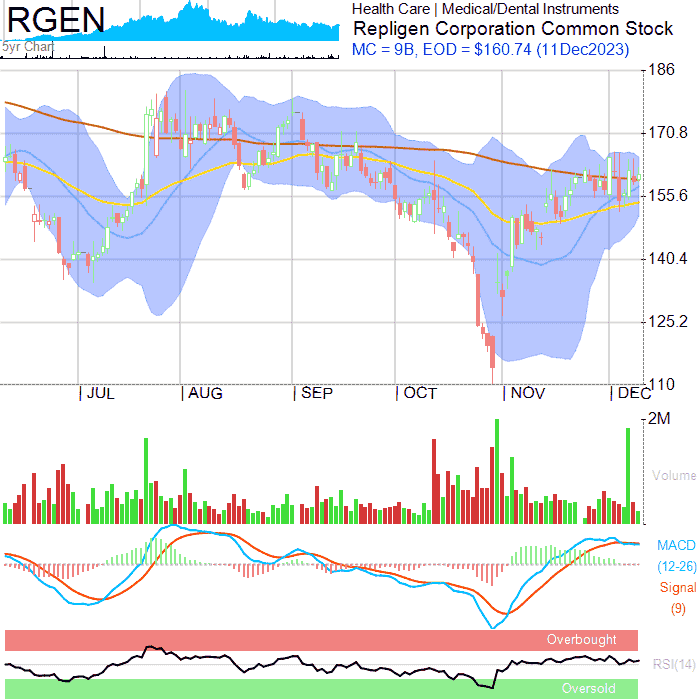 RGEN
5yr Chart
Health Care | Medical/Dental Instruments
Repligen Corporation Common Stock
MC = 9B, EOD = $160.74 (11Dec2023)
186
170.8
155.6
140.4
125.2
110
JUL AUG SEP OCT NOV DEC
2M
Volume
MACD
(12-26)
Signal
(9)
Overbought
RSI(14)
Oversold